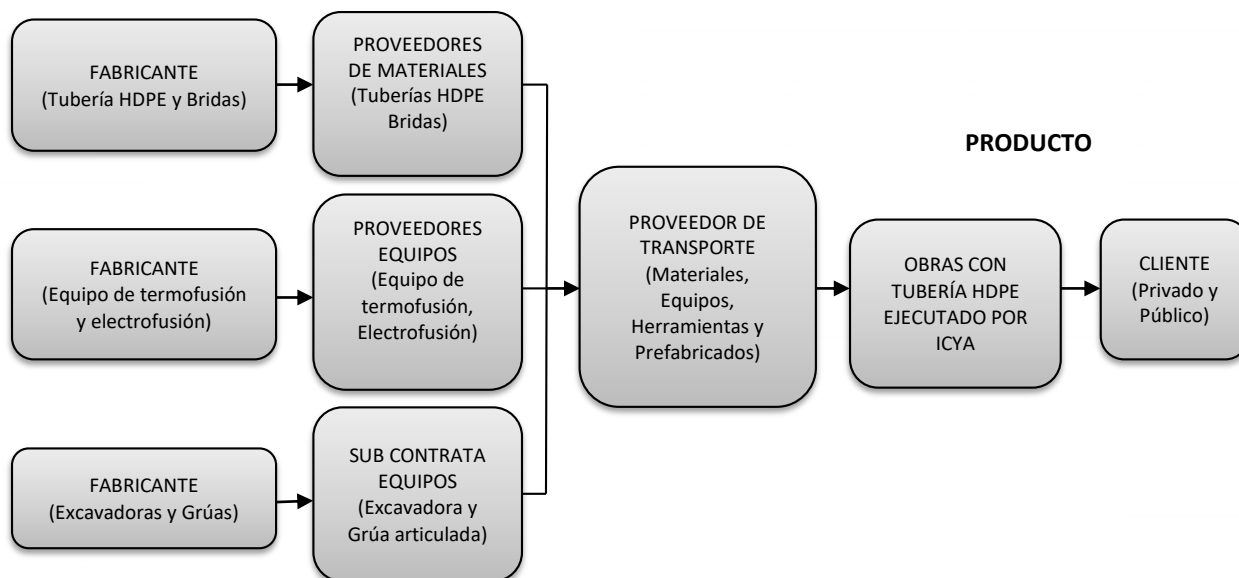 FABRICANTE
(Tubería HDPE y Bridas)
PROVEEDORES
DE MATERIALES
(Tuberías HDPE
Bridas)
FABRICANTE
(Equipo de termofusión
y electrofusión)
PROVEEDORES
EQUIPOS
(Equipo de
termofusión,
Electrofusión)
FABRICANTE
(Excavadoras y Grúas)
SUB CONTRATA
EQUIPOS
(Excavadora y
Grúa articulada)
PROVEEDOR DE
TRANSPORTE
(Materiales,
Equipos,
Herramientas y
Prefabricados)
PRODUCTO
OBRAS CON
TUBERÍA HDPE
EJECUTADO POR
ICYA
CLIENTE
(Privado y
Público)